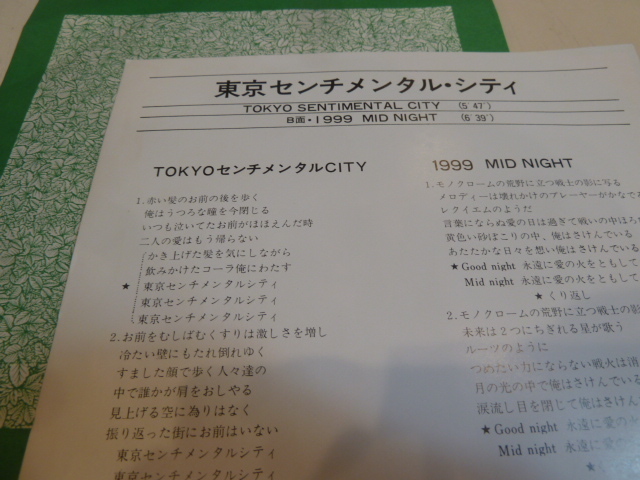 東京センチメンタル・シティ
TOKYO SENTIMENTAL CITY (5'47")
B面・1999 MID NIGHT (6'39")
TOKYOセンチメンタルCITY
1.赤い髪のお前の後を歩く
俺はうつろな瞳を今閉じる
いつも泣いてたお前がほほえんだ時
二人の愛はもう帰らない
かき上げた髪を気にしながら
飲みかけたコーラ俺にわたす
★ 東京センチメンタルシティ
東京センチメンタルシティ
東京センチメンタルシティ
2.お前をむしばむくすりは激しさを増し
冷たい壁にもたれ倒れゆく
すました顔で歩く人々達の
中で誰かが肩をおしやる
見上げる空に為りはなく
振り返った街にお前はいない
東京センチメンタルシティ
東京センチメンタルシティ
1999 MID NIGHT
1.モノクロームの荒野に立つ戦士の影に写る
メロディーは壊れかけのプレーヤーがかなでる
レクイエムのようだ
言葉にならぬ愛の日は過ぎて戦いの中ほろ
黄色い砂ぼこりの中、俺はさけんでいる
あたたかな日々を想い俺はさけんでいる
★Good night 永遠に愛の火をともして
Mid night 永遠に愛の火をともして
★くり返し
2.モノクロームの荒野に立つ戦士の影
未来は2つにちぎれる星が歌う
ルーツのように
つめたい力にならない戦火は消
月の光の中で俺はさけんでい
涙流し目を閉じて俺はさけん
★Good night 永遠に愛の
Mid night 永遠に愛の
★く